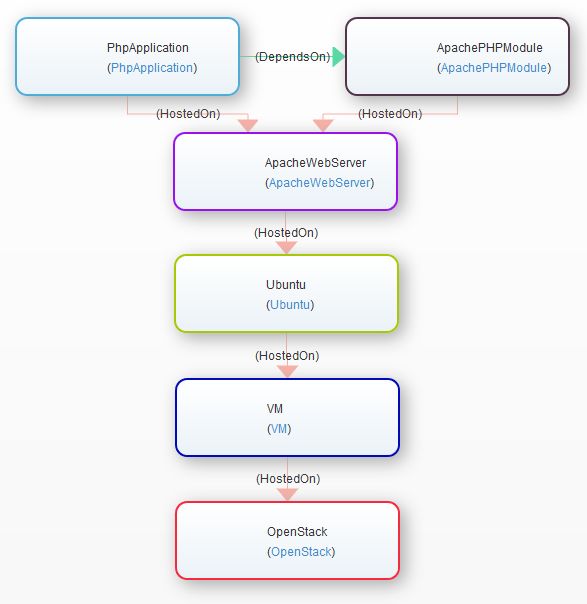 PhpApplication
(PhpApplication)
(DependsOn)
ApachePHPModule
(ApachePHPModule)
(HostedOn)
(HostedOn)
ApacheWebServer
(ApacheWebServer)
(HostedOn)
Ubuntu
(Ubuntu)
(HostedOn)
VM
(VM)
(HostedOn)
OpenStack
(OpenStack)